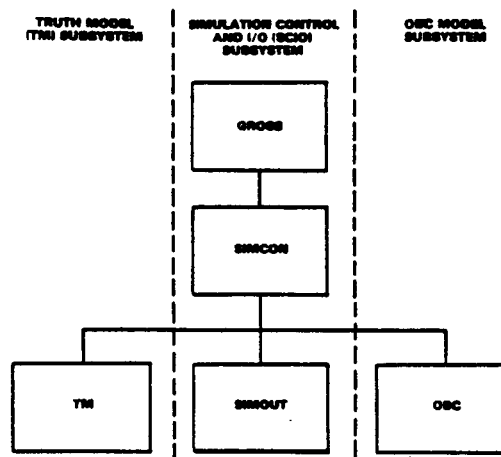 TRUTH MODEL
(TM) SUBSYSTEM
SIMULATION CONTROL
AND I/O (SCIO)
SUBSYSTEM
OBC MODEL
SUBSYSTEM
GROSS
SIMCON
TM
SIMOUT
OBC